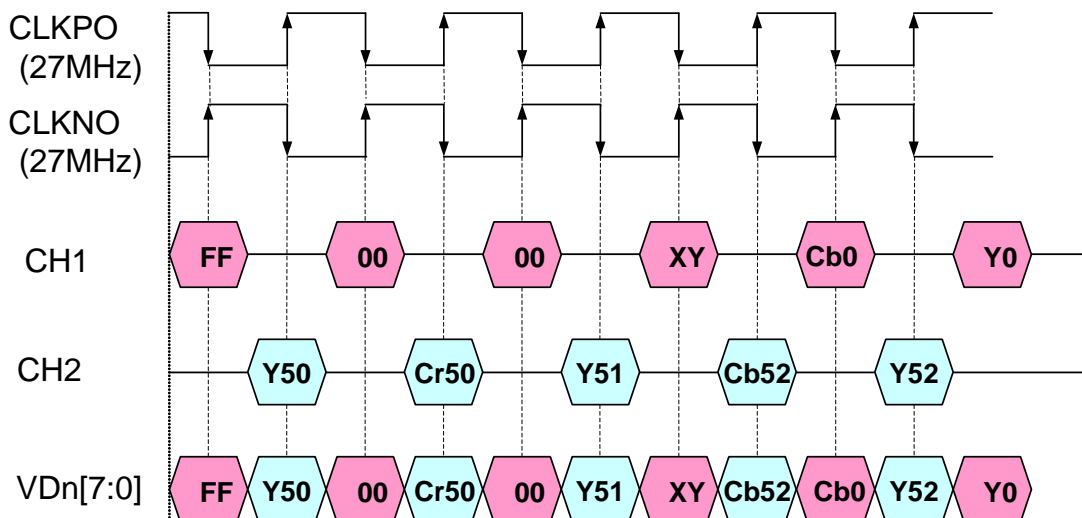 CLKPO
(27MHz)
CLKNO
(27MHz)
CH1 FF 00 00 XY Cb0 Y0
CH2 Y50 Cr50 Y51 Cb52 Y52
VDn[7:0] FF Y50 00 Cr50 00 Y51 XY Cb52 Cb0 Y52 Y0